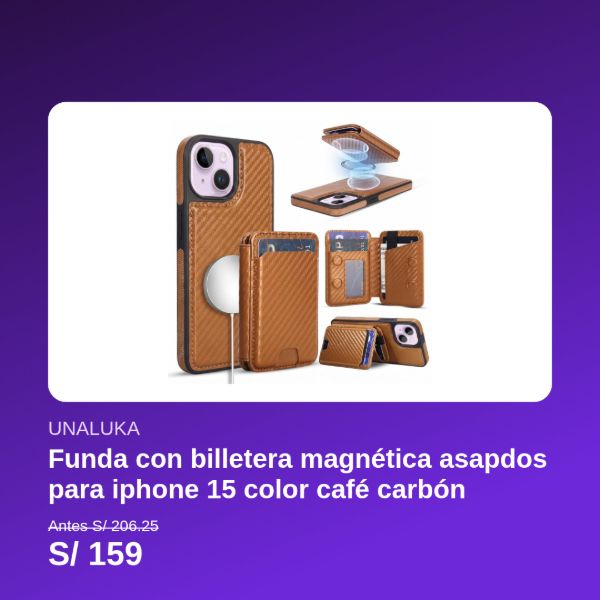 UNALUKA
Funda con billetera magnética asapdos
para iphone 15 color café carbón
Antes S/ 206.25
S/ 159